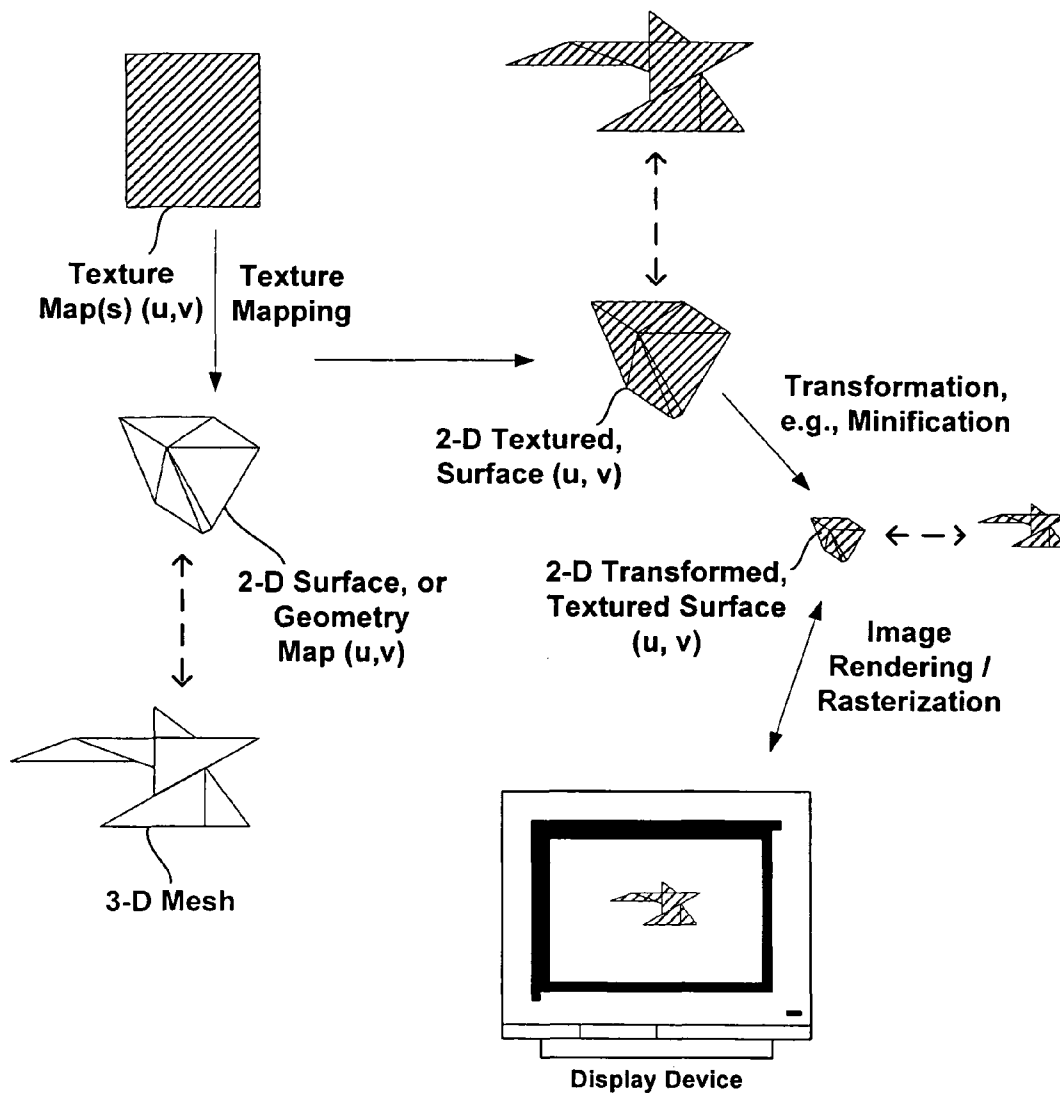 Texture
Map(s) (u,v)
Texture
Mapping
2-D Textured,
Surface (u, v)
Transformation,
e.g., Minification
2-D Surface, or
Geometry
Map (u,v)
2-D Transformed,
Textured Surface
(u, v)
Image
Rendering /
Rasterization
3-D Mesh
Display Device